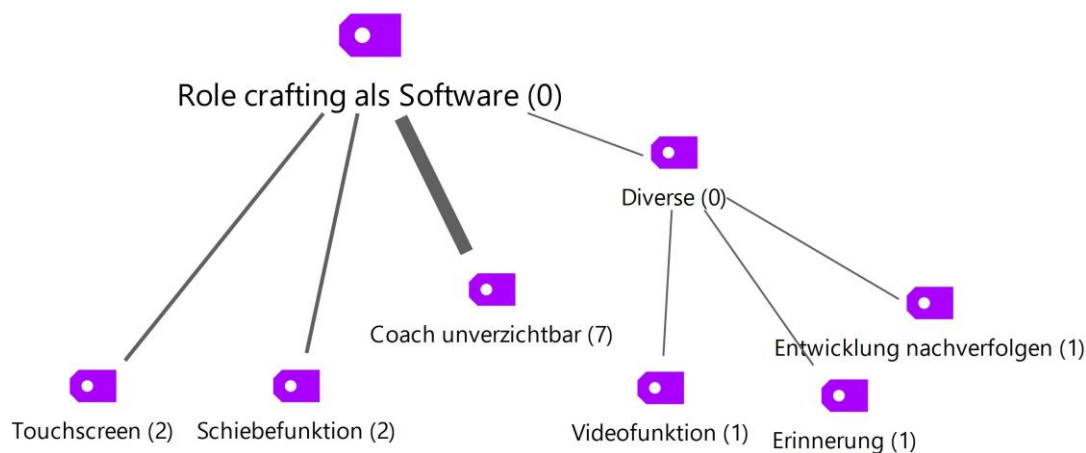 Role crafting als Software (0)
Diverse (0)
Coach unverzichtbar (7)
Entwicklung nachverfolgen (1)
Touchscreen (2)
Schiebefunktion (2)
Videofunktion (1)
Erinnerung (1)